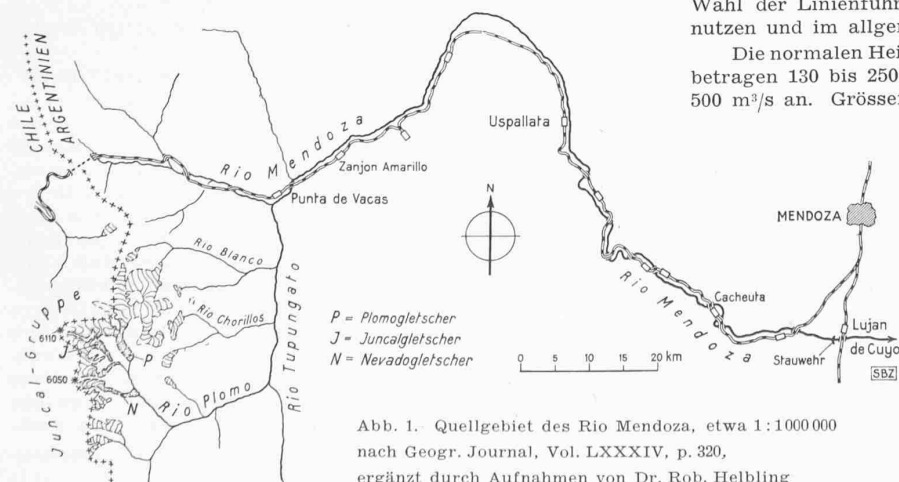 Wahl der Linienführ
nutzen und im allger
Die normalen Hei
betragen 130 bis 250
500 m³/s an. Grösser
CHILE
ARGENTINIEN
Rio Mendoza
Uspallata
Zanjon Amarillo
Punta de Vacas
N
MENDOZA
Rio Blanco
Rio Chorillos
Rio Tupungato
Rio Mendoza
Cacheuta
P = Plomogletscher
J = Juncalgletscher
N = Nevadogletscher
0 5 10 15 20 km
Stauwehr
Lujan
de Cuyo
SBZ
Juncal-Gruppe
6110
J
P
6050
N
Rio Plomo
Abb. 1. Quellgebiet des Rio Mendoza, etwa 1:1000000
nach Geogr. Journal, Vol. LXXXIV, p. 320,
ergänzt durch Aufnahmen von Dr. Rob. Helbling